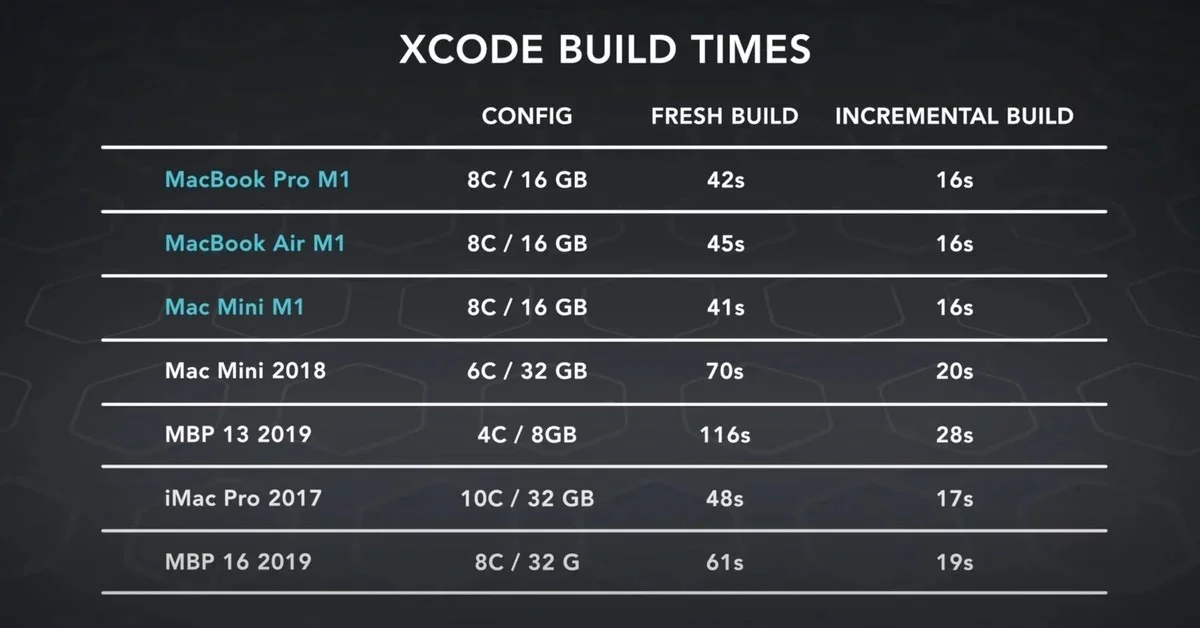 XCODE BUILD TIMES
CONFIG FRESH BUILD INCREMENTAL BUILD
MacBook Pro M1 8C / 16 GB 42s 16s
MacBook Air M1 8C / 16 GB 45s 16s
Mac Mini M1 8C / 16 GB 41s 16s
Mac Mini 2018 6C / 32 GB 70s 20s
MBP 13 2019 4C / 8GB 116s 28s
iMac Pro 2017 10C / 32 GB 48s 17s
MBP 16 2019 8C / 32 G 61s 19s